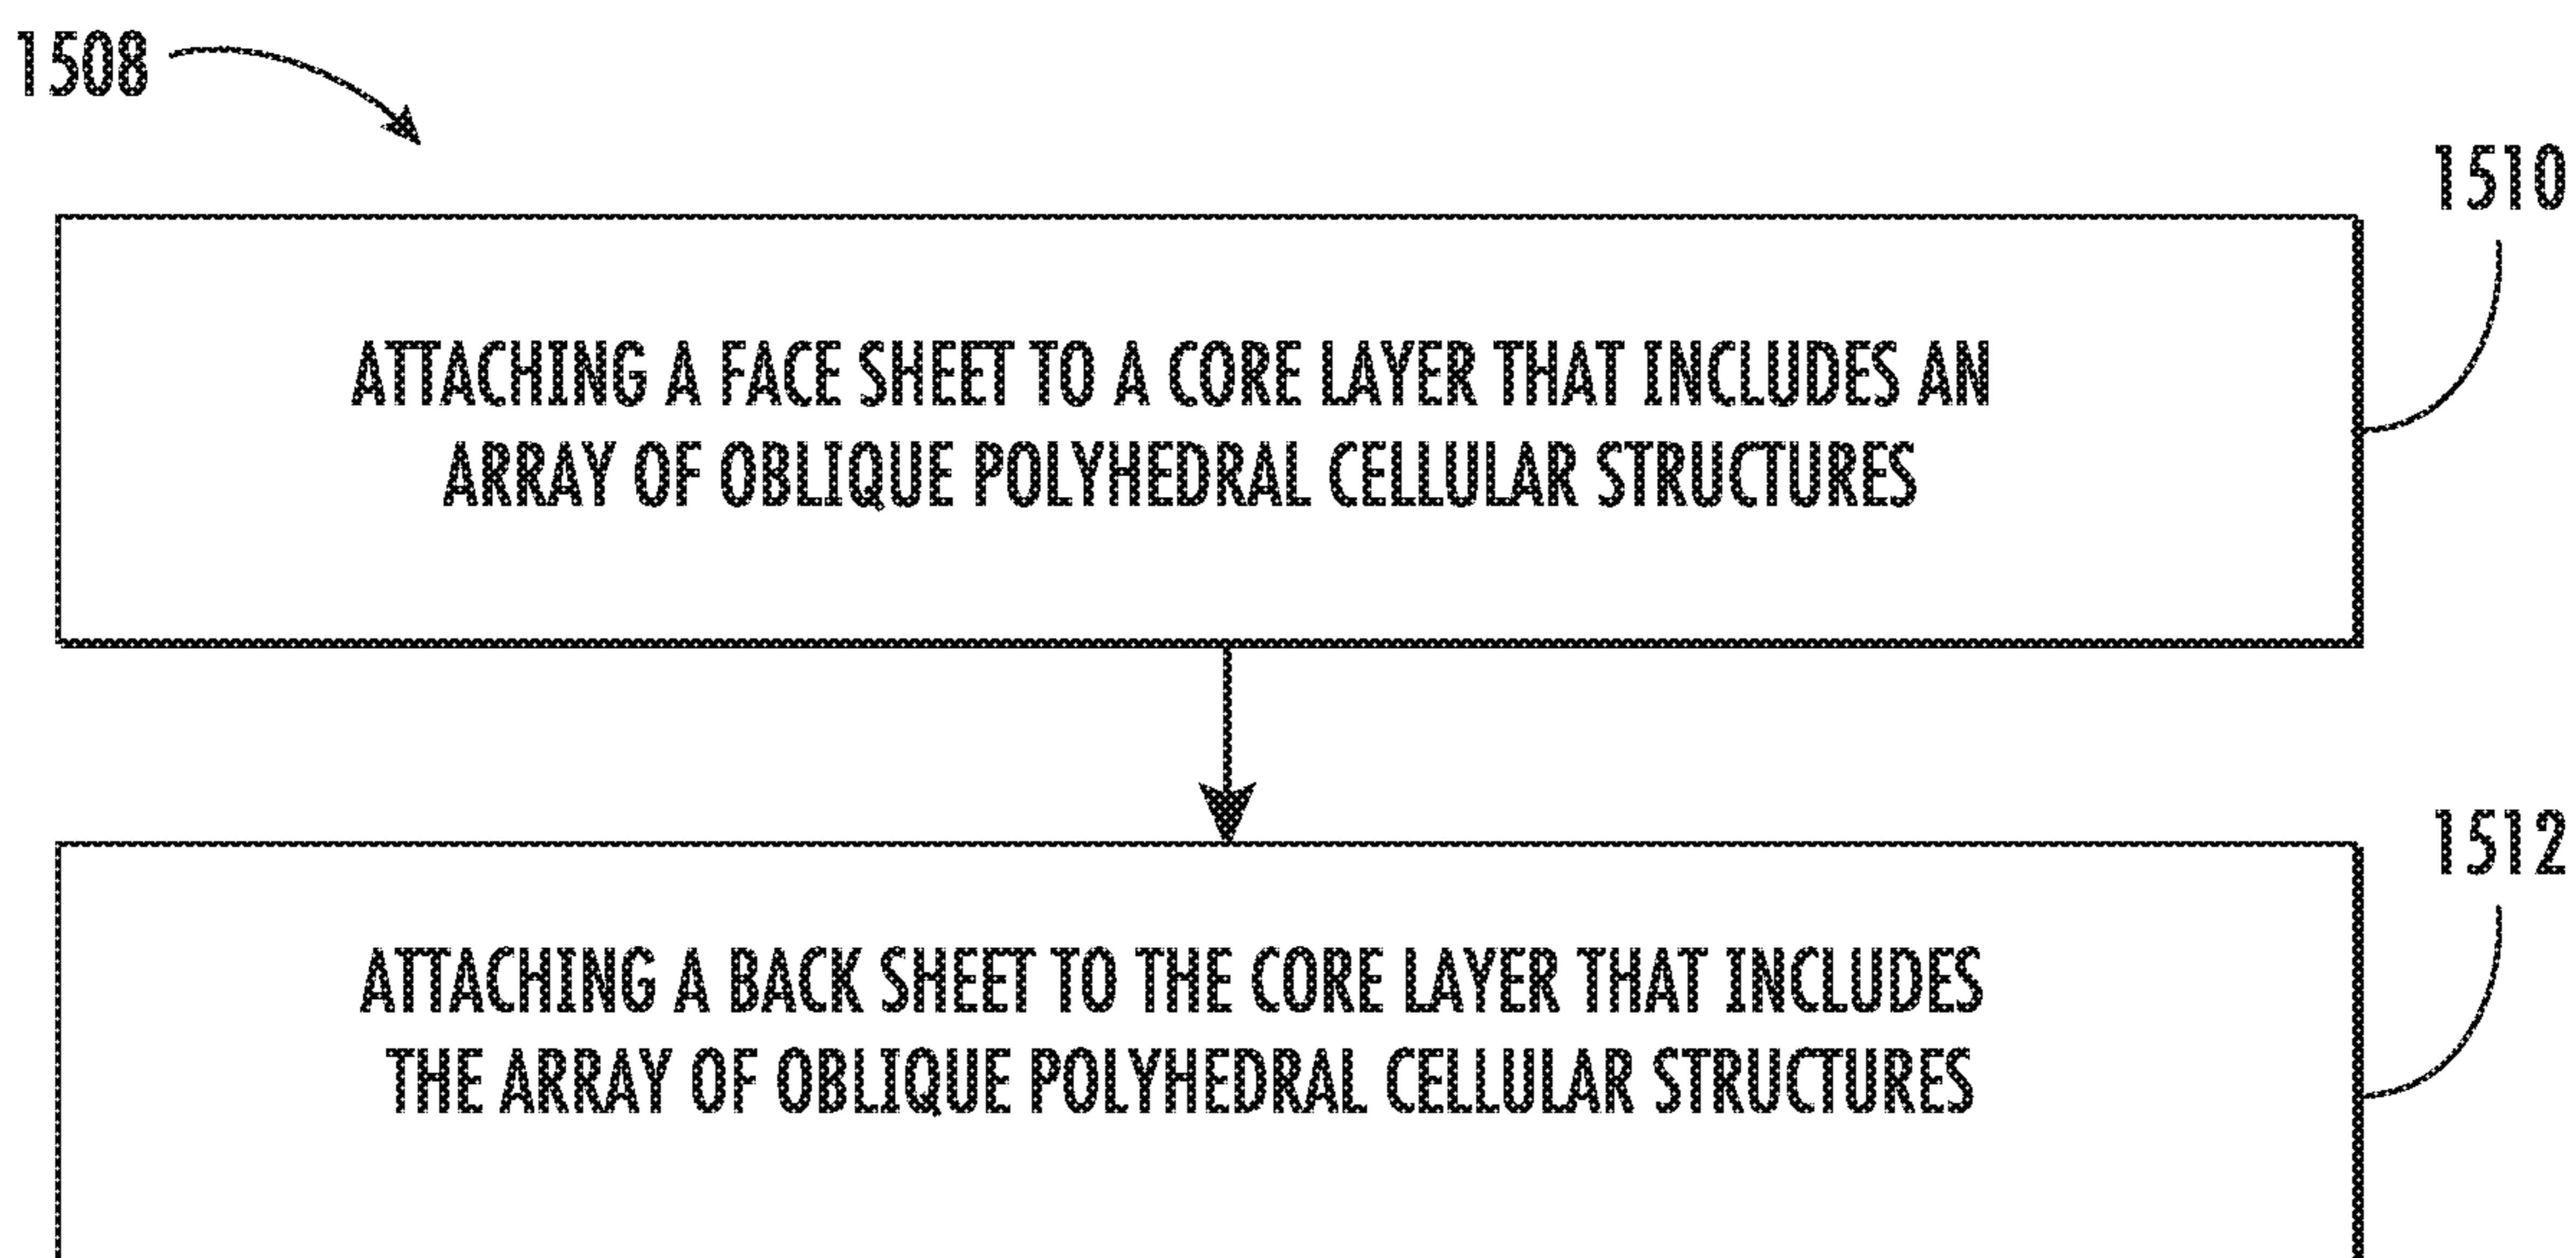 1508
1510
ATTACHING A FACE SHEET TO A CORE LAYER THAT INCLUDES AN
ARRAY OF OBLIQUE POLYHEDRAL CELLULAR STRUCTURES
1512
ATTACHING A BACK SHEET TO THE CORE LAYER THAT INCLUDES
THE ARRAY OF OBLIQUE POLYHEDRAL CELLULAR STRUCTURES